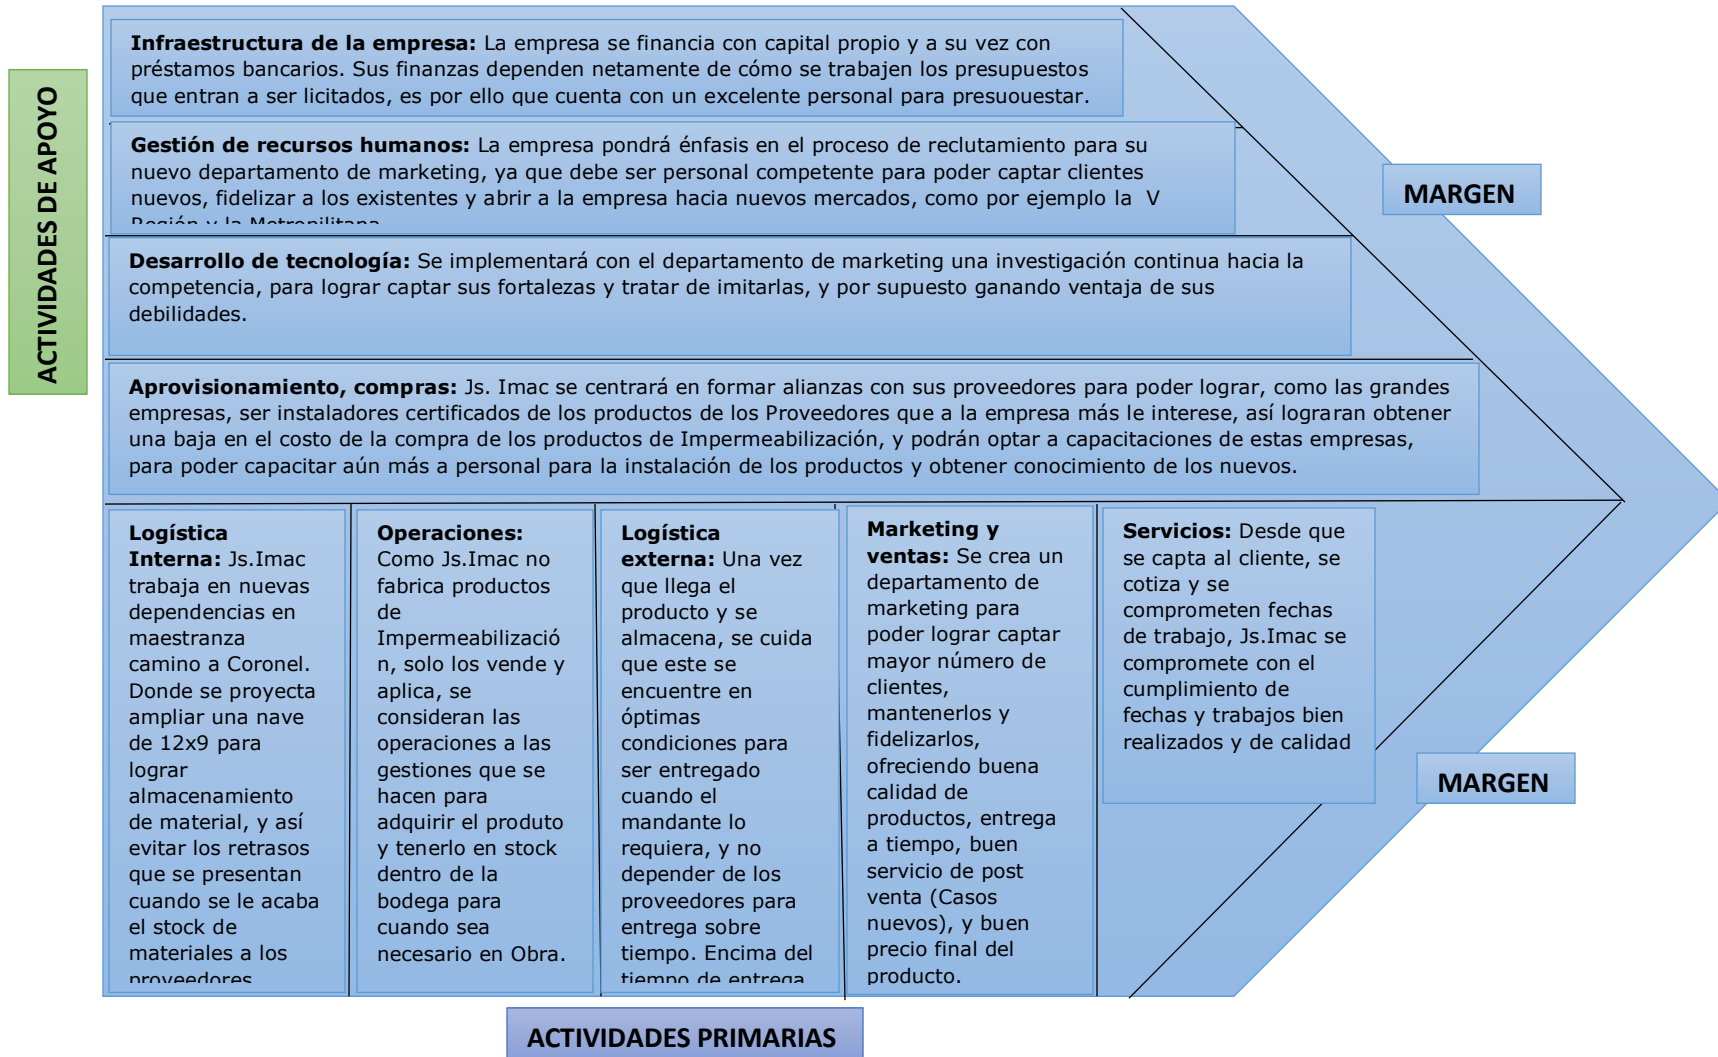 ACTIVIDADES DE APOYO
Infraestructura de la empresa: La empresa se financia con capital propio y a su vez con
préstamos bancarios. Sus finanzas dependen netamente de cómo se trabajen los presupuestos
que entran a ser licitados, es por ello que cuenta con un excelente personal para presuouestar.
Gestión de recursos humanos: La empresa pondrá énfasis en el proceso de reclutamiento para su
nuevo departamento de marketing, ya que debe ser personal competente para poder captar clientes
nuevos, fidelizar a los existentes y abrir a la empresa hacia nuevos mercados, como por ejemplo la V
Región y la Metropilitana
MARGEN
Desarrollo de tecnología: Se implementará con el departamento de marketing una investigación continua hacia la
competencia, para lograr captar sus fortalezas y tratar de imitarlas, y por supuesto ganando ventaja de sus
debilidades.
Aprovisionamiento, compras: Js. Imac se centrará en formar alianzas con sus proveedores para poder lograr, como las grandes
empresas, ser instaladores certificados de los productos de los Proveedores que a la empresa más le interese, así lograran obtener
una baja en el costo de la compra de los productos de Impermeabilización, y podrán optar a capacitaciones de estas empresas,
para poder capacitar aún más a personal para la instalación de los productos y obtener conocimiento de los nuevos.
Logística
Interna: Js.Imac
trabaja en nuevas
dependencias en
maestranza
camino a Coronel.
Donde se proyecta
ampliar una nave
de 12x9 para
lograr
almacenamiento
de material, y así
evitar los retrasos
que se presentan
cuando se le acaba
el stock de
materiales a los
proveedores
Operaciones:
Como Js.Imac no
fabrica productos
de
Impermeabilizació
n, solo los vende y
aplica, se
consideran las
operaciones a las
gestiones que se
hacen para
adquirir el produto
y tenerlo en stock
dentro de la
bodega para
cuando sea
necesario en Obra.
Logística
externa: Una vez
que llega el
producto y se
almacena, se cuida
que este se
encuentre en
óptimas
condiciones para
ser entregado
cuando el
mandante lo
requiera, y no
depender de los
proveedores para
entrega sobre
tiempo. Encima del
tiempo de entrega
Marketing y
ventas: Se crea un
departamento de
marketing para
poder lograr captar
mayor número de
clientes,
mantenerlos y
fidelizarlos,
ofreciendo buena
calidad de
productos, entrega
a tiempo, buen
servicio de post
venta (Casos
nuevos), y buen
precio final del
producto.
Servicios: Desde que
se capta al cliente, se
cotiza y se
comprometen fechas
de trabajo, Js.Imac se
compromete con el
cumplimiento de
fechas y trabajos bien
realizados y de calidad
MARGEN
ACTIVIDADES PRIMARIAS